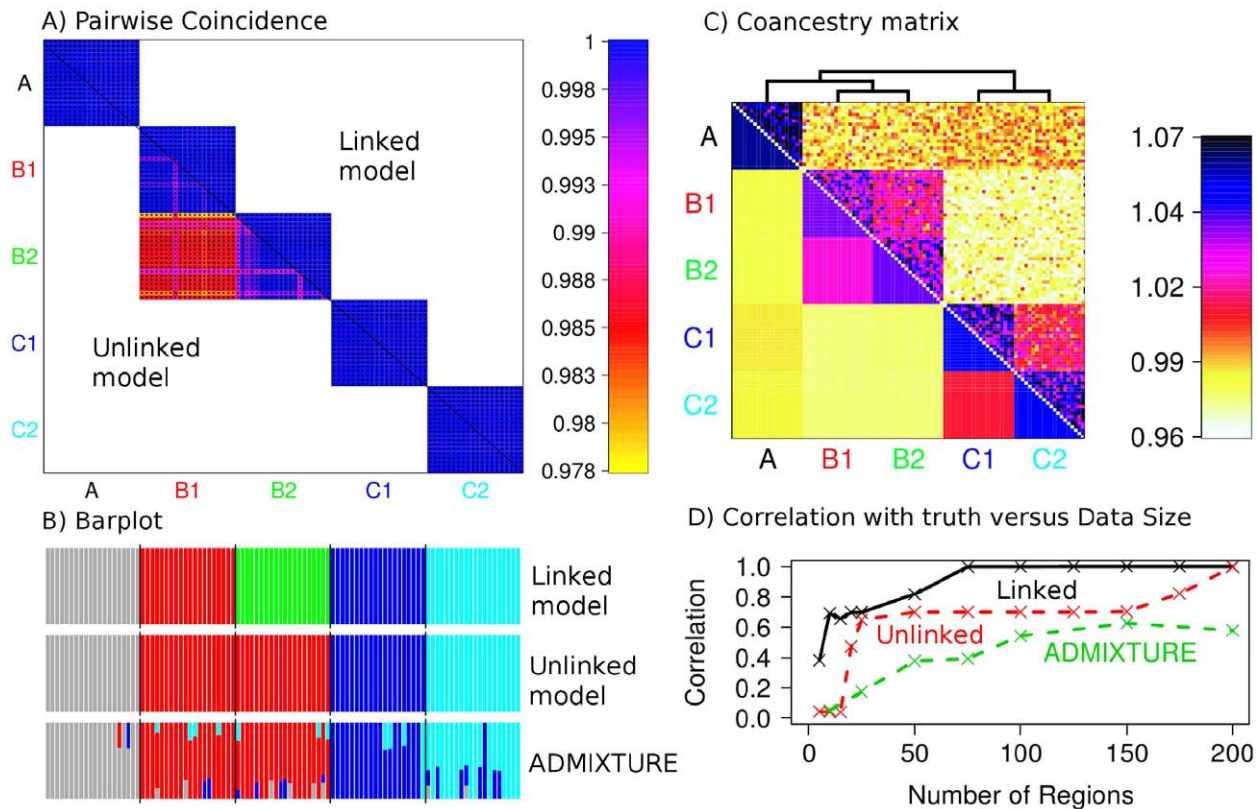 A) Pairwise Coincidence
A
B1
B2
C1
C2
Linked
model
Unlinked
model
A B1 B2 C1 C2
1
0.998
0.995
0.993
0.99
0.988
0.985
0.983
0.98
0.978
B) Barplot
Linked
model
Unlinked
model
ADMIXTURE
C) Coancestry matrix
A
B1
B2
C1
C2
A B1 B2 C1 C2
1.07
1.04
1.02
0.99
0.96
D) Correlation with truth versus Data Size
Correlation
1.0
0.8
0.6
0.4
0.2
0.0
Linked
Unlinked
ADMIXTURE
0 50 100 150 200
Number of Regions